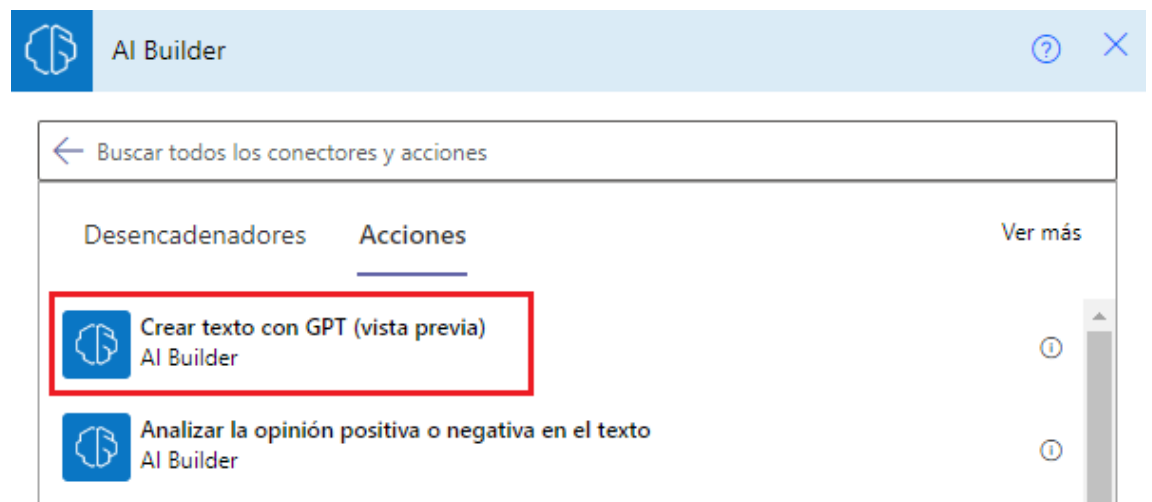 AI Builder
Buscar todos los conectores y acciones
Desencadenadores Acciones Ver más
Crear texto con GPT (vista previa)
AI Builder
Analizar la opinión positiva o negativa en el texto
AI Builder